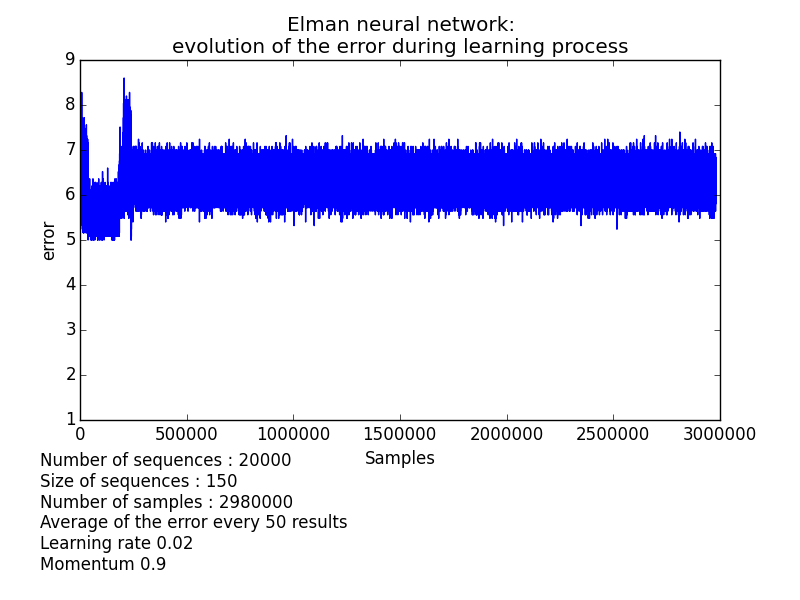 Elman neural network:
evolution of the error during learning process
9
8
7
6
5
4
3
2
1
error
0 500000 1000000 1500000 2000000 2500000 3000000
Samples
Number of sequences : 20000
Size of sequences : 150
Number of samples : 2980000
Average of the error every 50 results
Learning rate 0.02
Momentum 0.9